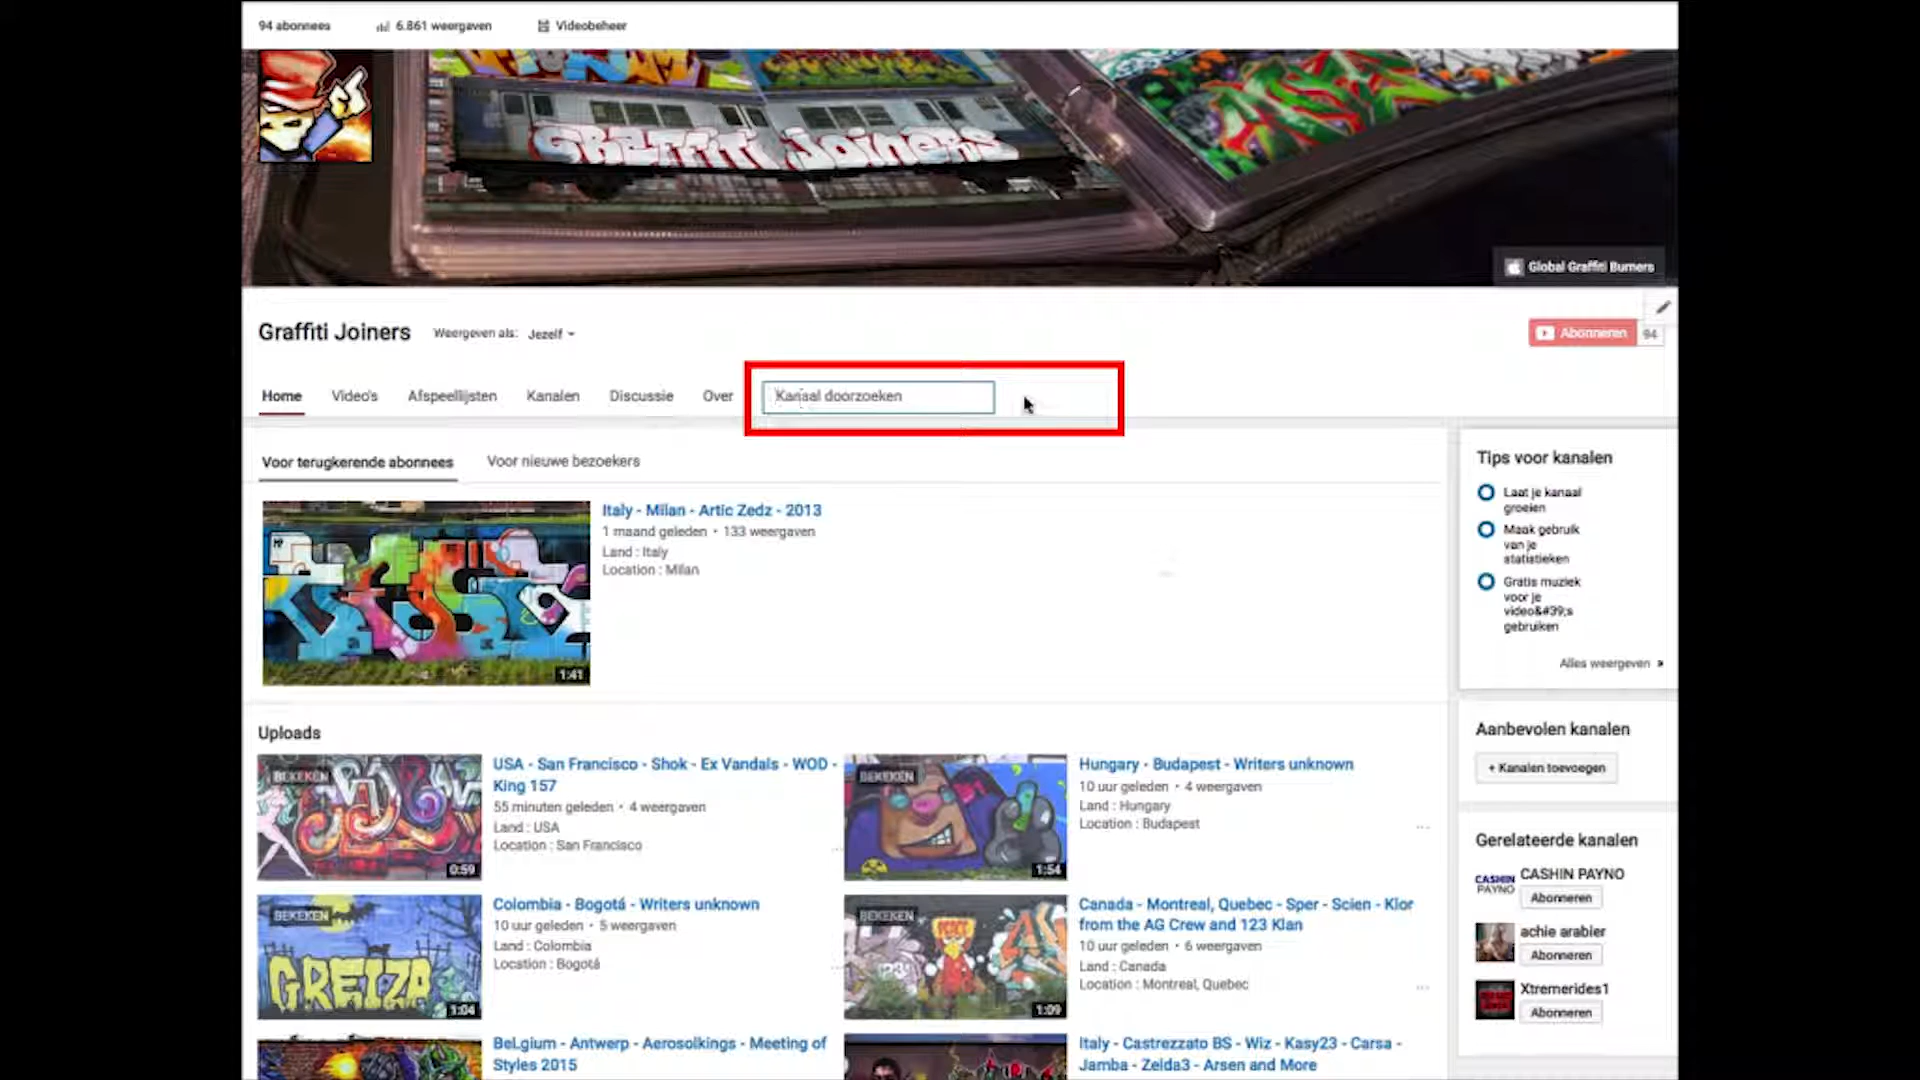 94 abonnees 6.861 weergaven Videobeheer
GRAFFITI JOINERS
Global Graffiti Burners
Graffiti Joiners Weergeven als: Jezelf
Abonneren 94
Home Video's Afspeellijsten Kanalen Discussie Over Kanaal doorzoeken
Voor terugkerende abonnees Voor nieuwe bezoekers
Italy - Milan - Artic Zedz - 2013
1 maand geleden • 133 weergaven
Land : Italy
Location : Milan
1:41
Tips voor kanalen
Laat je kanaal
groeien
Maak gebruik
van je
statistieken
Gratis muziek
voor je
video&#39;s
gebruiken
Alles weergeven »
Uploads
BEKEKEN
0:59
USA - San Francisco - Shok - Ex Vandals - WOD -
King 157
55 minuten geleden • 4 weergaven
Land : USA
Location : San Francisco
...
BEKEKEN
1:54
Hungary - Budapest - Writers unknown
10 uur geleden • 4 weergaven
Land : Hungary
Location : Budapest
...
BEKEKEN
GREIZA
1:04
Colombia - Bogotá - Writers unknown
10 uur geleden • 5 weergaven
Land : Colombia
Location : Bogotá
...
BEKEKEN
1:09
Canada - Montreal, Quebec - Sper - Scien - Klor
from the AG Crew and 123 Klan
10 uur geleden • 6 weergaven
Land : Canada
Location : Montreal, Quebec
...
BeLgium - Antwerp - Aerosolkings - Meeting of
Styles 2015
Italy - Castrezzato BS - Wiz - Kasy23 - Carsa -
Jamba - Zelda3 - Arsen and More
Aanbevolen kanalen
+ Kanalen toevoegen
Gerelateerde kanalen
CASHIN
PAYNO
CASHIN PAYNO
Abonneren
achie arabier
Abonneren
Xtremerides1
Abonneren